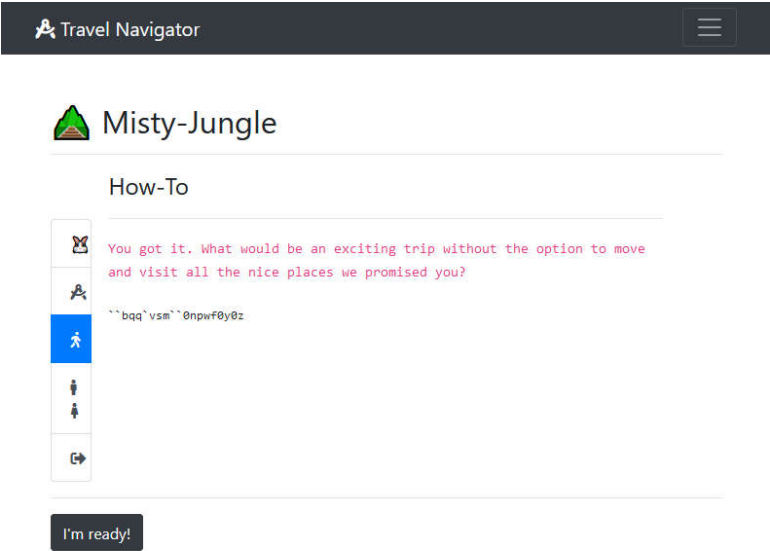 Travel Navigator
Misty-Jungle
How-To
You got it. What would be an exciting trip without the option to move
and visit all the nice places we promised you?
``bqq`vsm``0npwf0y0z
I'm ready!